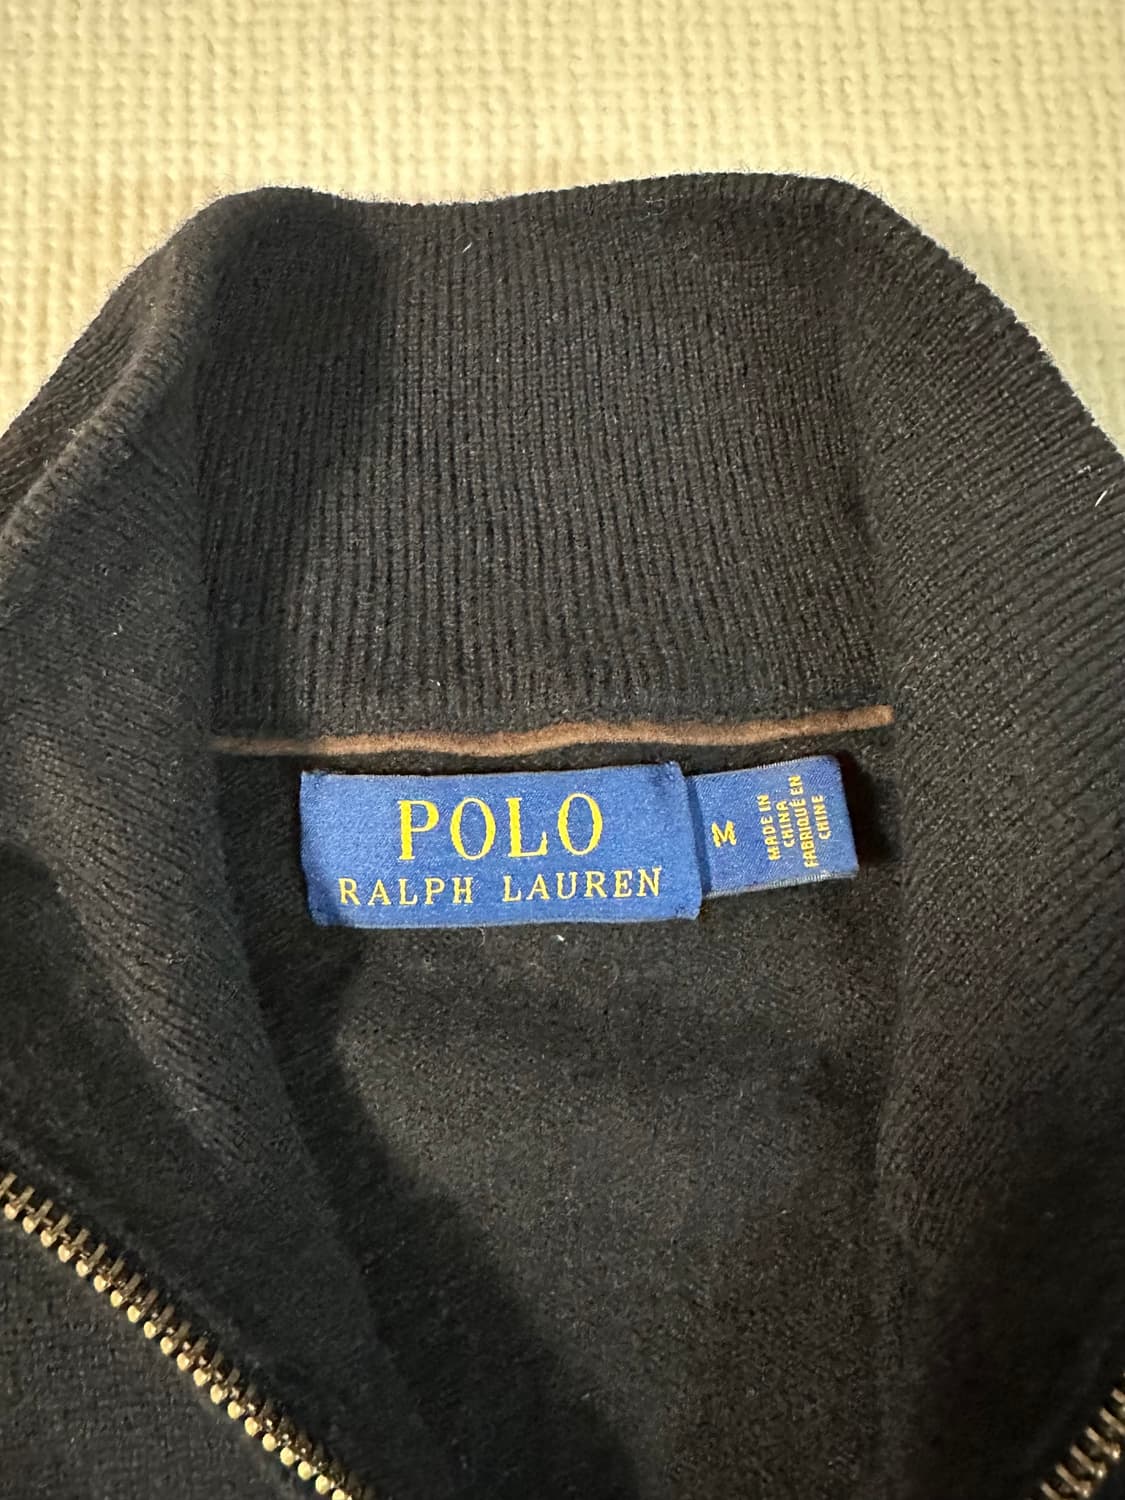 POLO
RALPH LAUREN
M
MADE IN
CHINA
FABRIQUÉ EN
CHINE